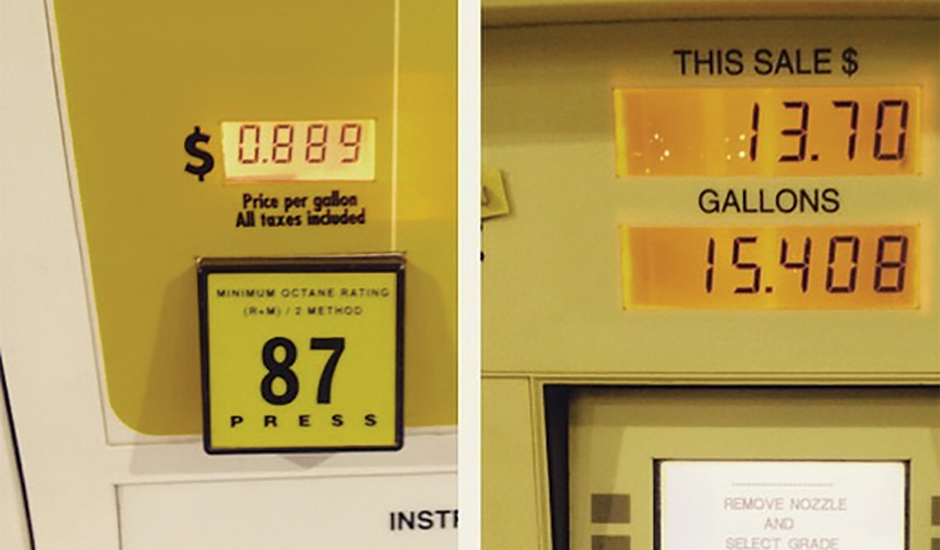 $ 0.889
Price per gallon
All taxes included
MINIMUM OCTANE RATING
(R+M) / 2 METHOD
87
PRESS
THIS SALE $
13.70
GALLONS
15.408
REMOVE NOZZLE
AND
SELECT GRADE